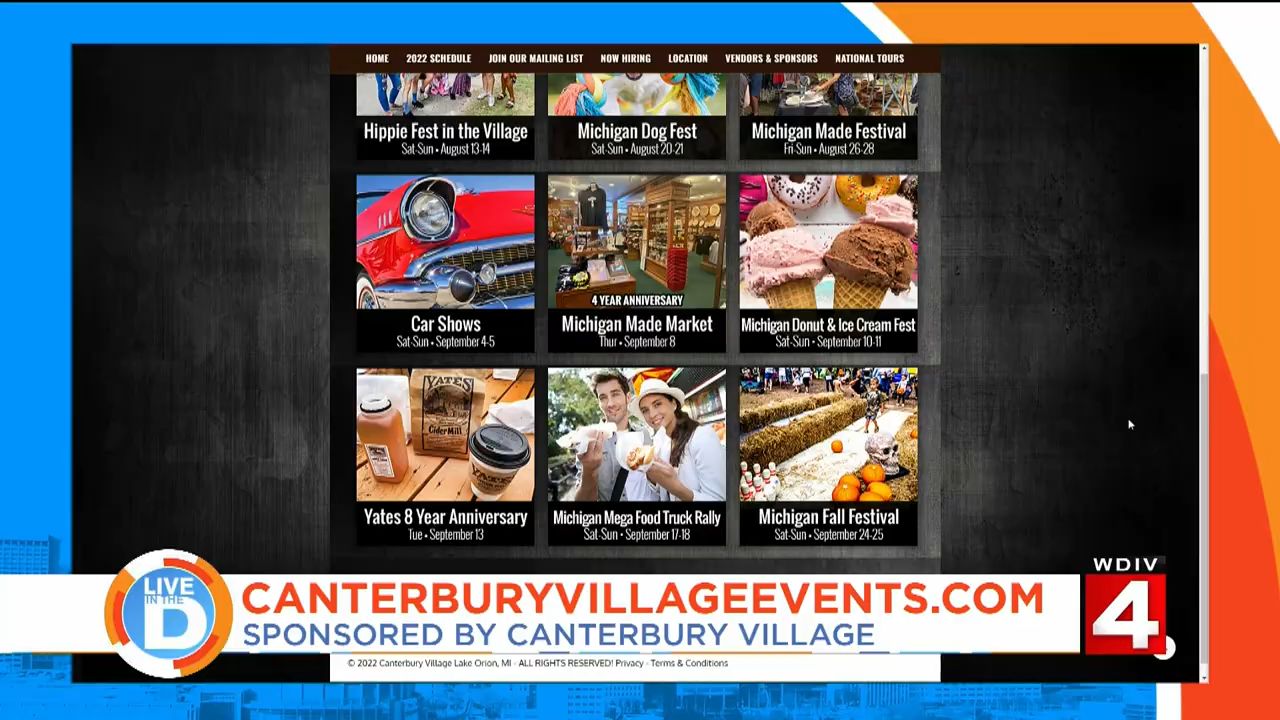 HOME 2022 SCHEDULE JOIN OUR MAILING LIST NOW HIRING LOCATION VENDORS & SPONSORS NATIONAL TOURS
Hippie Fest in the Village
Sat-Sun • August 13-14
Michigan Dog Fest
Sat-Sun • August 20-21
Michigan Made Festival
Fri-Sun • August 26-28
Car Shows
Sat-Sun • September 4-5
4 YEAR ANNIVERSARY
Michigan Made Market
Thur • September 8
Michigan Donut & Ice Cream Fest
Sat-Sun • September 10-11
YATES
Cider Mill
YATES
Yates 8 Year Anniversary
Tue • September 13
Michigan Mega Food Truck Rally
Sat-Sun • September 17-18
Michigan Fall Festival
Sat-Sun • September 24-25
LIVE
IN THE
D
CANTERBURYVILLAGEEVENTS.COM
SPONSORED BY CANTERBURY VILLAGE
WDIV
4
© 2022 Canterbury Village Lake Orion, MI - ALL RIGHTS RESERVED! Privacy - Terms & Conditions